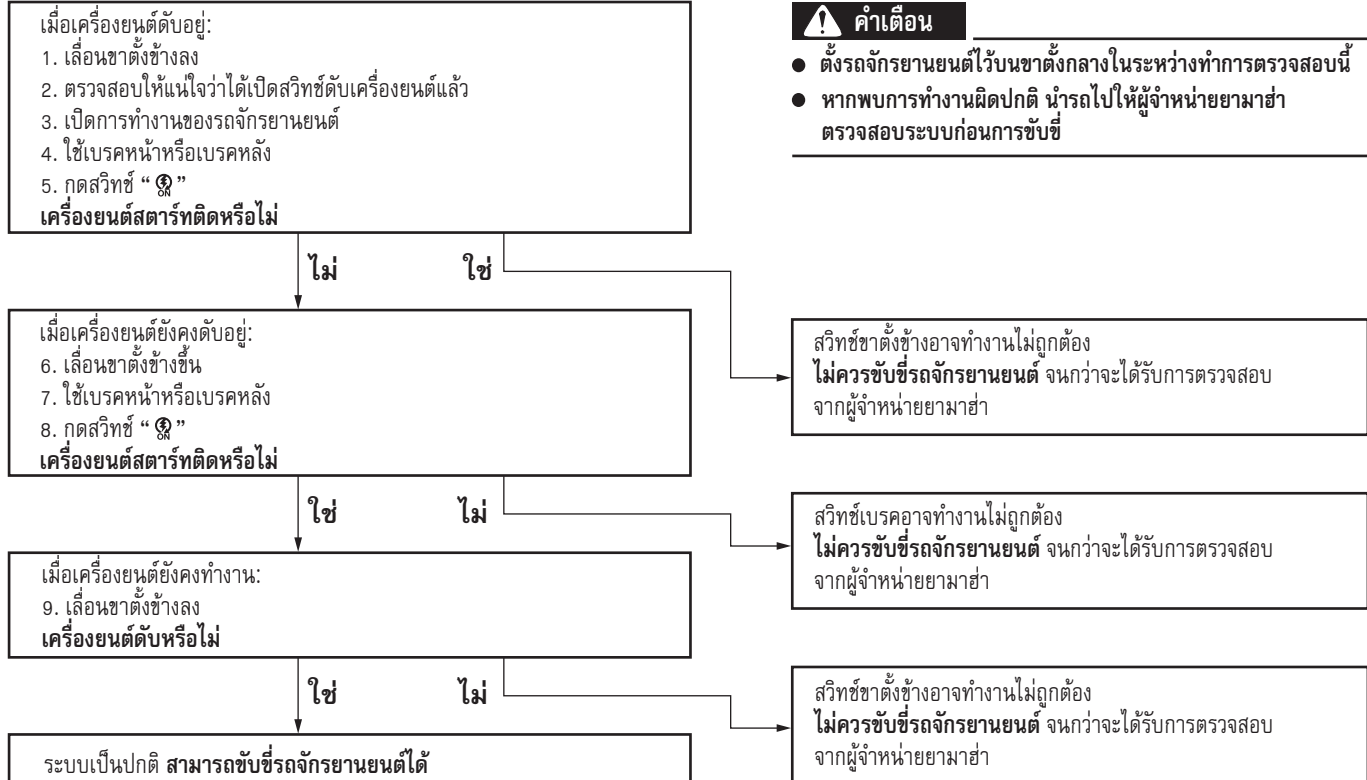 เมื่อเครื่องยนต์ดับอยู่:
1. เลื่อนขาตั้งข้างลง
2. ตรวจสอบให้แน่ใจว่าได้เปิดสวิทช์ดับเครื่องยนต์แล้ว
3. เปิดการทำงานของรถจักรยานยนต์
4. ใช้เบรคหน้าหรือเบรคหลัง
5. กดสวิทช์ “ ON ”
เครื่องยนต์สตาร์ทติดหรือไม่
คำเตือน
ตั้งรถจักรยานยนต์ไว้บนขาตั้งกลางในระหว่างทำการตรวจสอบนี้
หากพบการทำงานผิดปกติ นำรถไปให้ผู้จำหน่ายยามาฮ่า
ตรวจสอบระบบก่อนการขับขี่
ไม่ ใช่
เมื่อเครื่องยนต์ยังคงดับอยู่:
6. เลื่อนขาตั้งข้างขึ้น
7. ใช้เบรคหน้าหรือเบรคหลัง
8. กดสวิทช์ “ ON ”
เครื่องยนต์สตาร์ทติดหรือไม่
สวิทช์ขาตั้งข้างอาจทำงานไม่ถูกต้อง
ไม่ควรขับขี่รถจักรยานยนต์ จนกว่าจะได้รับการตรวจสอบ
จากผู้จำหน่ายยามาฮ่า
ใช่ ไม่
เมื่อเครื่องยนต์ยังคงทำงาน:
9. เลื่อนขาตั้งข้างลง
เครื่องยนต์ดับหรือไม่
สวิทช์เบรคอาจทำงานไม่ถูกต้อง
ไม่ควรขับขี่รถจักรยานยนต์ จนกว่าจะได้รับการตรวจสอบ
จากผู้จำหน่ายยามาฮ่า
ใช่ ไม่
ระบบเป็นปกติ สามารถขับขี่รถจักรยานยนต์ได้
สวิทช์ขาตั้งข้างอาจทำงานไม่ถูกต้อง
ไม่ควรขับขี่รถจักรยานยนต์ จนกว่าจะได้รับการตรวจสอบ
จากผู้จำหน่ายยามาฮ่า